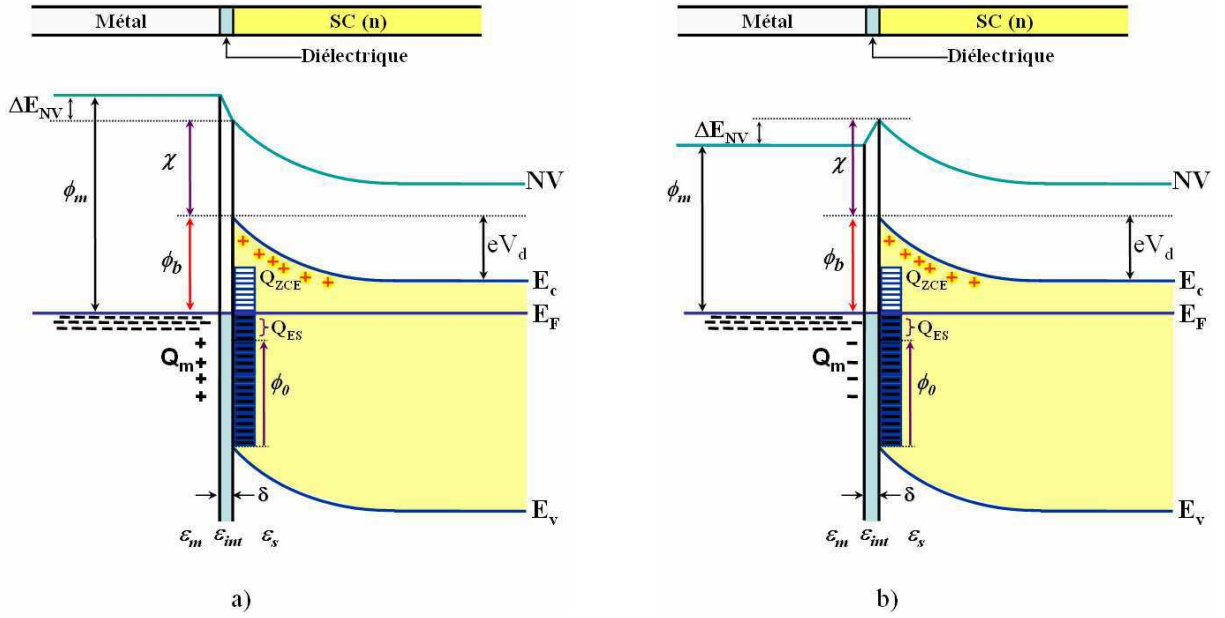 Métal SC (n)
Diélectrique
ΔE_NV
χ
ϕ_m
NV
ϕ_b
eV_d
Q_ZCE
E_c
E_F
Q_ES
Q_m
ϕ_0
δ
E_v
ε_m ε_int ε_s
a)
Métal SC (n)
Diélectrique
ΔE_NV
χ
ϕ_m
NV
ϕ_b
eV_d
Q_ZCE
E_c
E_F
Q_ES
Q_m
ϕ_0
δ
E_v
ε_m ε_int ε_s
b)